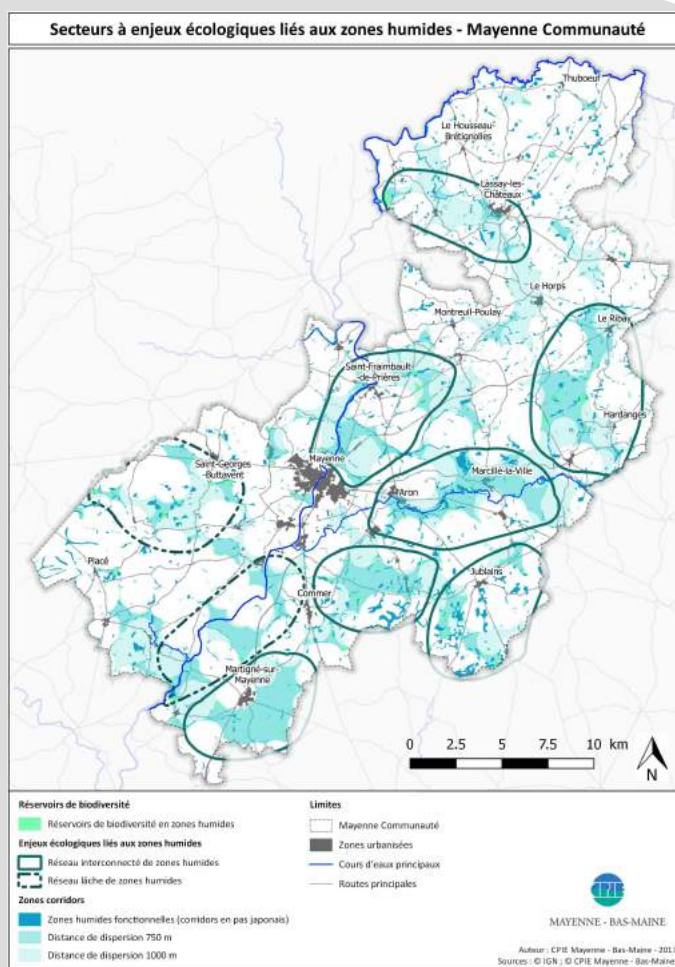 Secteurs à enjeux écologiques liés aux zones humides - Mayenne Communauté
Thuboeuf
Le Housseau-
Brétignolles
Lassay-les-
Châteaux
Le Horps
Montreuil-Poulay
Le Ribay
Saint-Fraimbault
-de-Prières
Hardanges
Mayenne
Saint-Georges-
Buttavent
Marcillé-la-Ville
Aron
Placé
Jublains
Commer
Martigné-sur-
Mayenne
0 2.5 5 7.5 10 km
N
Réservoirs de biodiversité
Réservoirs de biodiversité en zones humides
Enjeux écologiques liés aux zones humides
Réseau interconnecté de zones humides
Réseau lâche de zones humides
Zones corridors
Zones humides fonctionnelles (corridors en pas japonais)
Distance de dispersion 750 m
Distance de dispersion 1000 m
Limites
Mayenne Communauté
Zones urbanisées
Cours d'eaux principaux
Routes principales
CPIE
MAYENNE - BAS-MAINE
Auteur : CPIE Mayenne - Bas-Maine - 201
Sources : © IGN ; © CPIE Mayenne - Bas-Maine